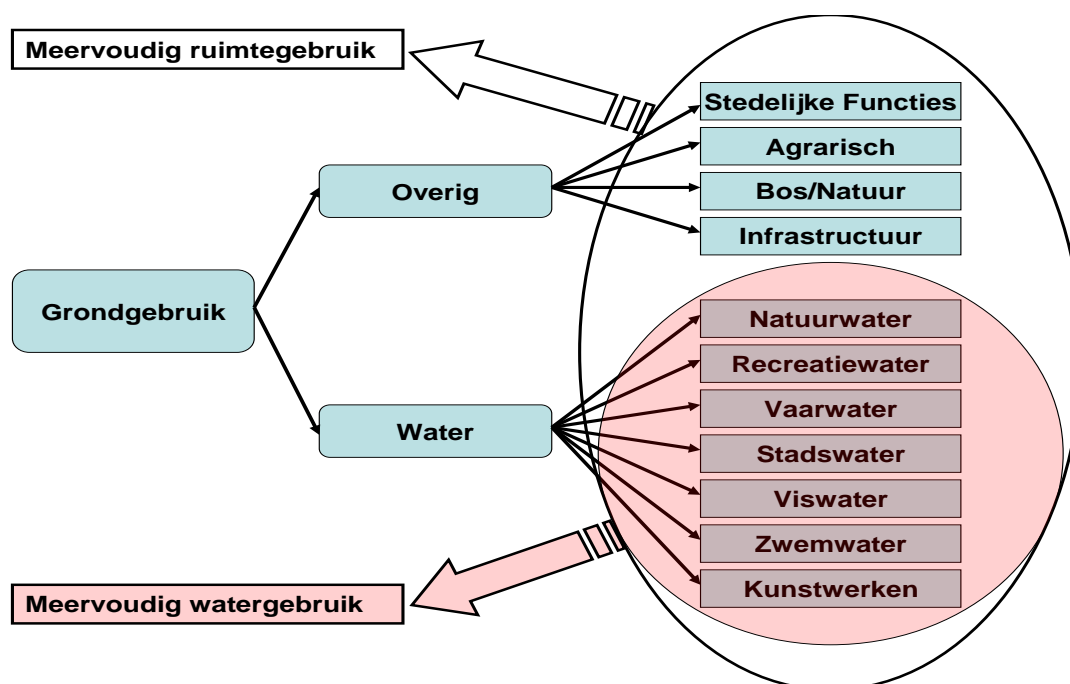 Meervoudig ruimtegebruik
Stedelijke Functies
Agrarisch
Overig
Bos/Natuur
Infrastructuur
Grondgebruik
Natuurwater
Recreatiewater
Vaarwater
Water
Stadswater
Viswater
Zwemwater
Kunstwerken
Meervoudig watergebruik